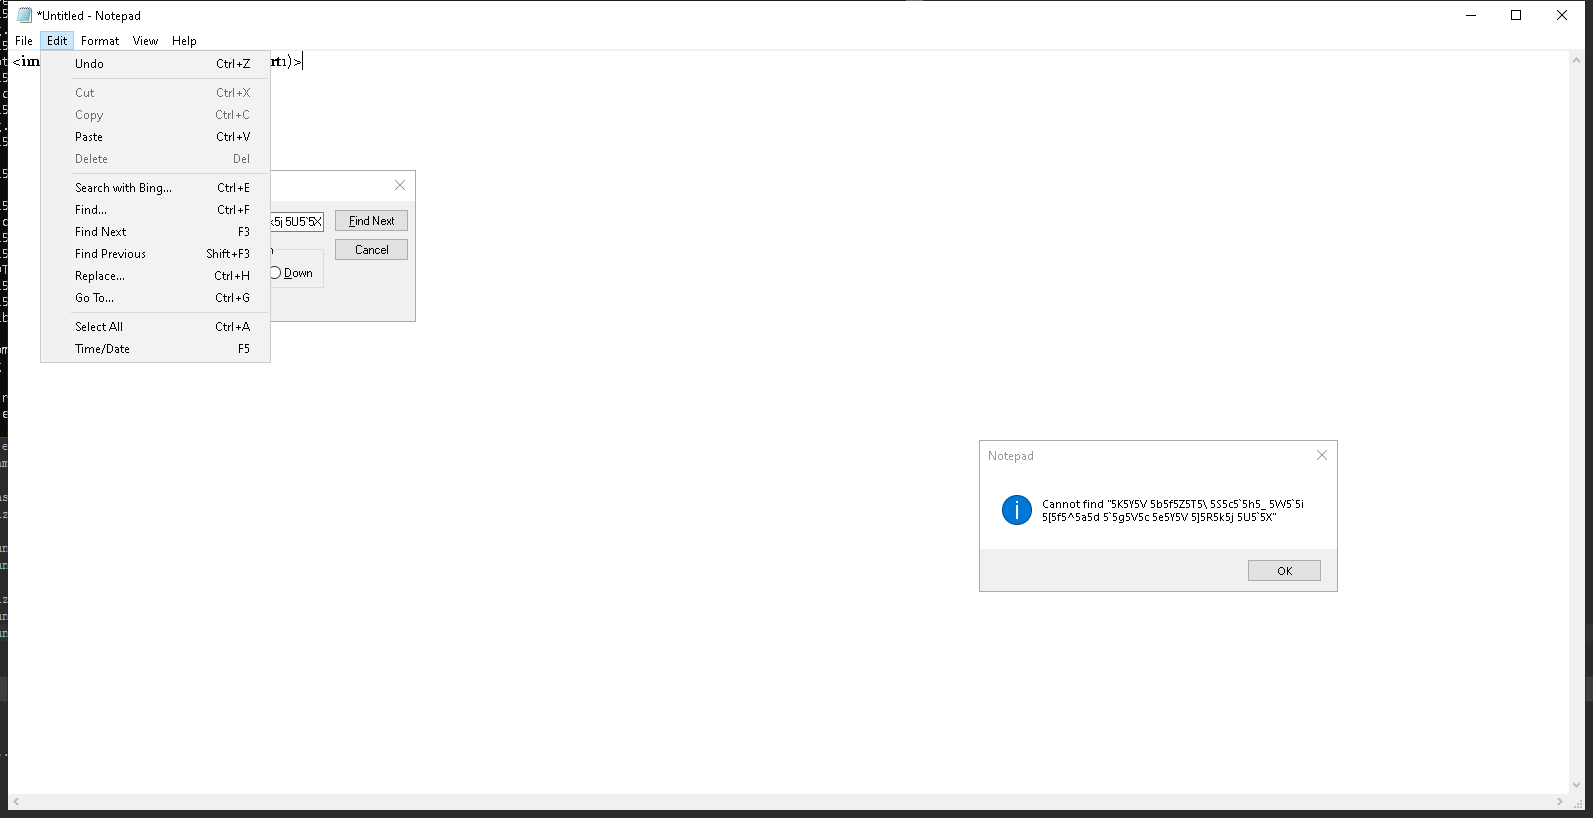 *Untitled - Notepad
File Edit Format View Help
Undo Ctrl+Z
Cut Ctrl+X
Copy Ctrl+C
Paste Ctrl+V
Delete Del
Search with Bing... Ctrl+E
Find... Ctrl+F
Find Next F3
Find Previous Shift+F3
Replace... Ctrl+H
Go To... Ctrl+G
Select All Ctrl+A
Time/Date F5
k5j 5U5`5X Find Next
Cancel
Down
Notepad
Cannot find "5K5Y5V 5b5f5Z5T5\ 5S5c5`5h5_ 5W5`5i
5[5f5^5a5d 5`5g5V5c 5e5Y5V 5]5R5k5j 5U5`5X"
OK